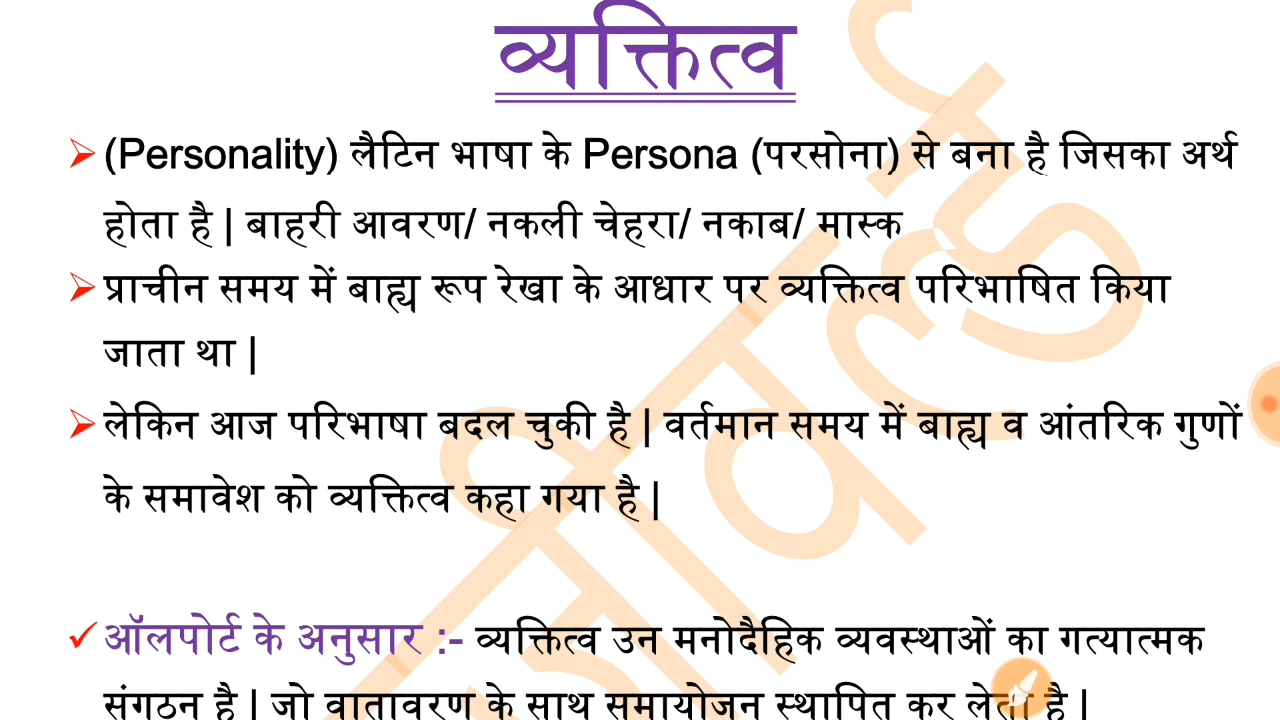 व्यक्तित्व
(Personality) लैटिन भाषा के Persona (परसोना) से बना है जिसका अर्थ
होता है | बाहरी आवरण/ नकली चेहरा/ नकाब/ मास्क
प्राचीन समय में बाह्य रूप रेखा के आधार पर व्यक्तित्व परिभाषित किया
जाता था |
लेकिन आज परिभाषा बदल चुकी है | वर्तमान समय में बाह्य व आंतरिक गुणों
के समावेश को व्यक्तित्व कहा गया है |
ऑलपोर्ट के अनुसार :- व्यक्तित्व उन मनोदैहिक व्यवस्थाओं का गत्यात्मक
संगठन है | जो वातावरण के साथ समायोजन स्थापित कर लेता है |